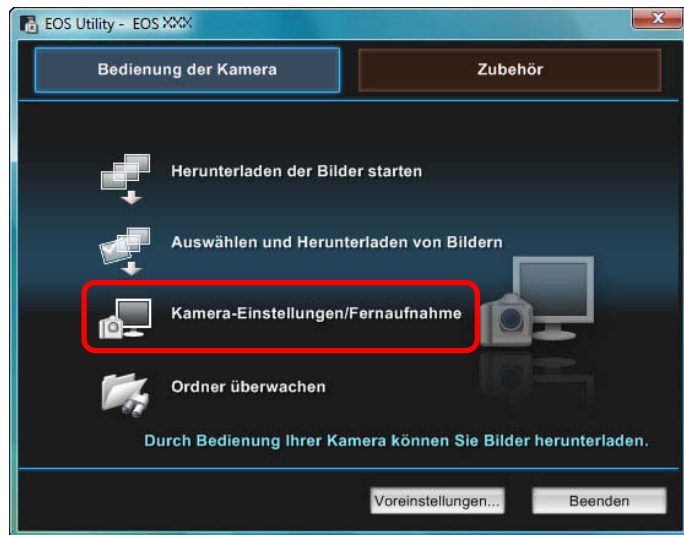 EOS Utility - EOS XXX
Bedienung der Kamera
Zubehör
Herunterladen der Bilder starten
Auswählen und Herunterladen von Bildern
Kamera-Einstellungen/Fernaufnahme
Ordner überwachen
Durch Bedienung Ihrer Kamera können Sie Bilder herunterladen.
Voreinstellungen...
Beenden